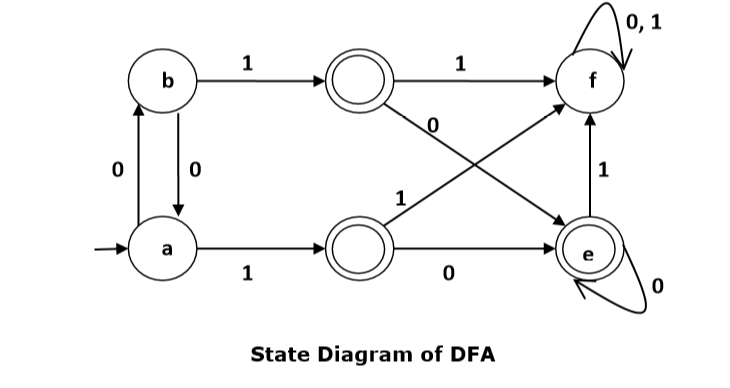 0, 1
b 1 1 f
0
0 0 1
1
a e
1 0 0
State Diagram of DFA